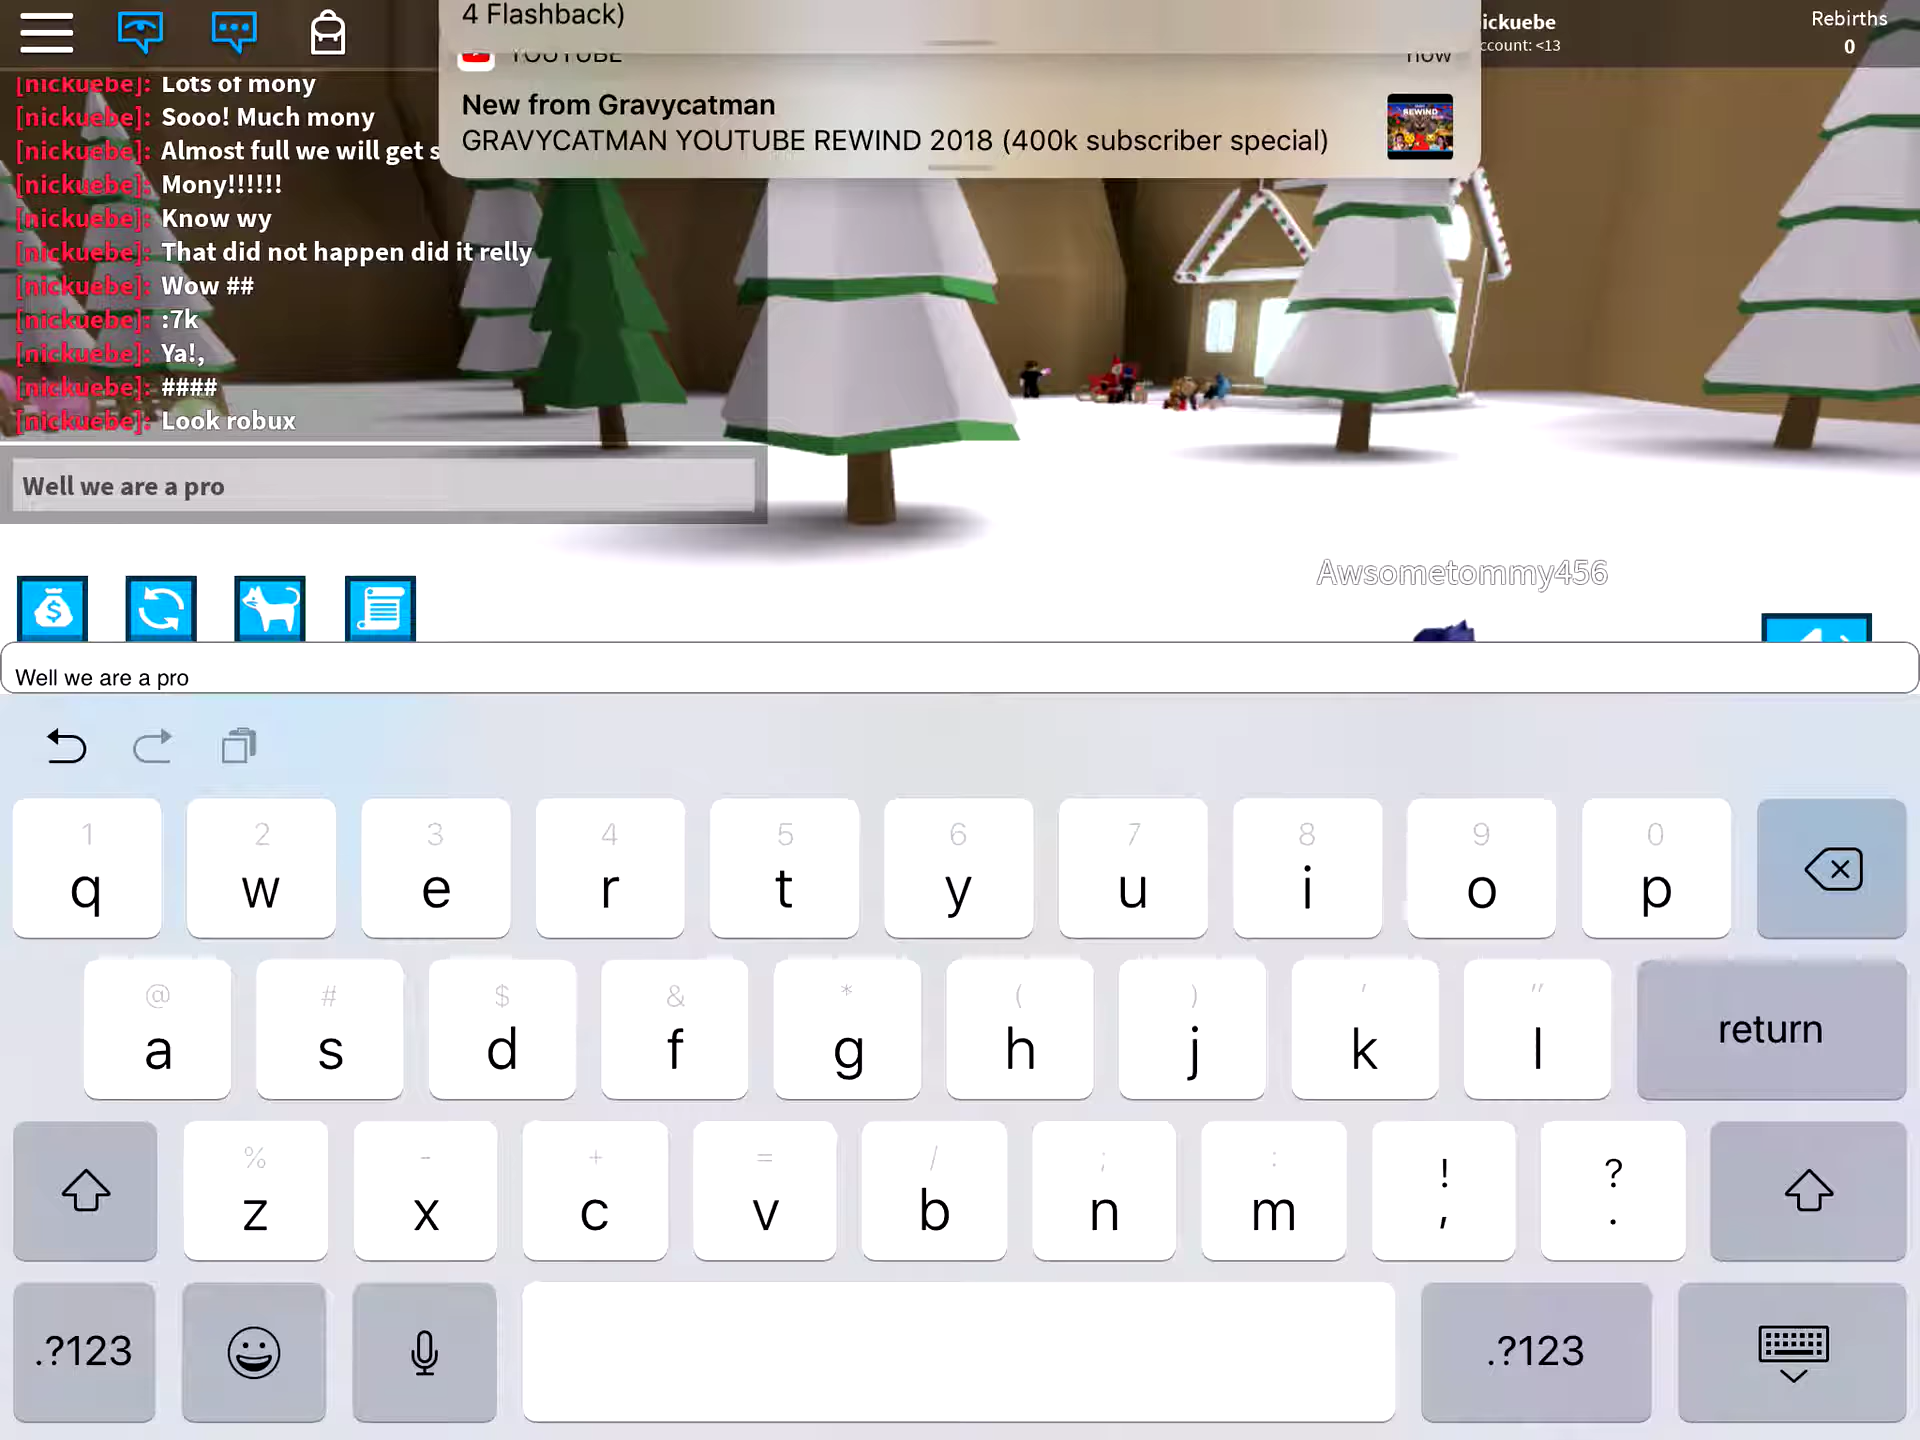 4 Flashback)
YOUTUBE
now
New from Gravycatman
GRAVYCATMAN YOUTUBE REWIND 2018 (400k subscriber special)
REWIND
ickuebe
ccount: <13
Rebirths
0
[nickuebe]: Lots of mony
[nickuebe]: Sooo! Much mony
[nickuebe]: Almost full we will get s
[nickuebe]: Mony!!!!!!
[nickuebe]: Know wy
[nickuebe]: That did not happen did it relly
[nickuebe]: Wow ##
[nickuebe]: :7k
[nickuebe]: Ya!,
[nickuebe]: ####
[nickuebe]: Look robux
Well we are a pro
Awsometommy456
$
Well we are a pro
1 2 3 4 5 6 7 8 9 0
q w e r t y u i o p
@ # $ & * ( ) ' "
a s d f g h j k l return
% - + = / ; : ! ?
z x c v b n m , .
.?123 .?123